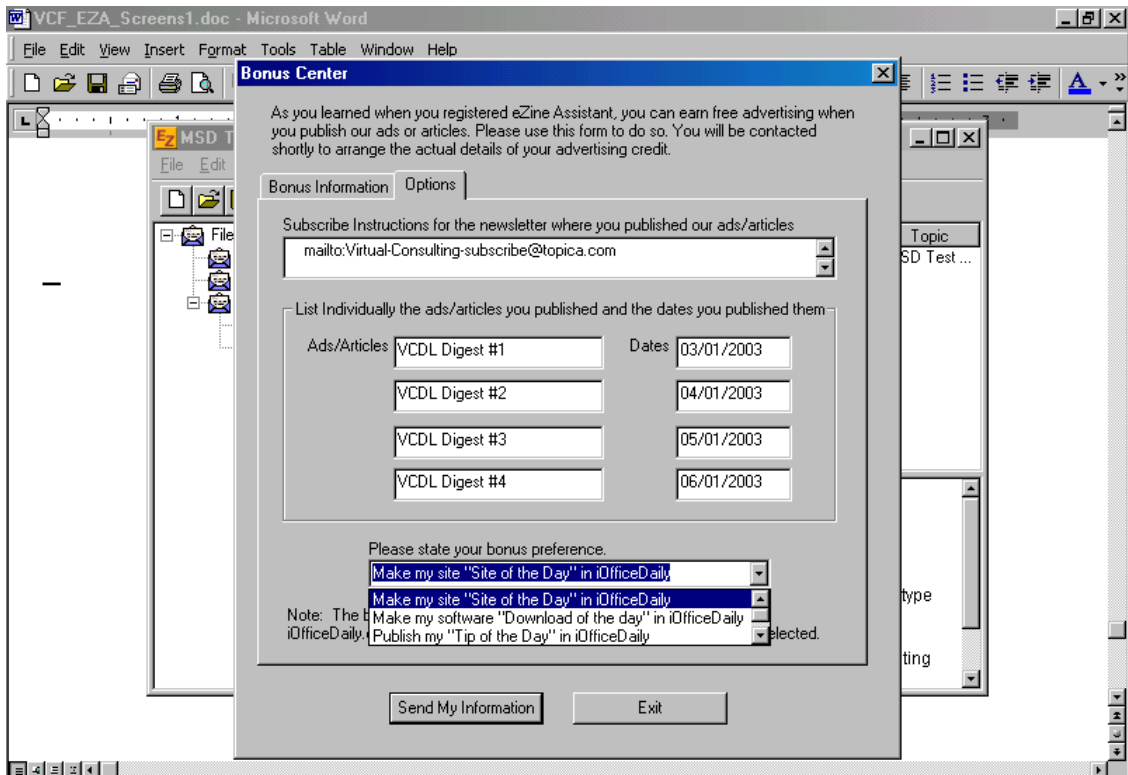 VCF_EZA_Screens1.doc - Microsoft Word
File Edit View Insert Format Tools Table Window Help
Bonus Center
As you learned when you registered eZine Assistant, you can earn free advertising when
you publish our ads or articles. Please use this form to do so. You will be contacted
shortly to arrange the actual details of your advertising credit.
MSD T
File Edit
Bonus Information Options
File
Topic
SD Test ...
Subscribe Instructions for the newsletter where you published our ads/articles
mailto:Virtual-Consulting-subscribe@topica.com
List Individually the ads/articles you published and the dates you published them
Ads/Articles VCDL Digest #1 Dates 03/01/2003
VCDL Digest #2 04/01/2003
VCDL Digest #3 05/01/2003
VCDL Digest #4 06/01/2003
Please state your bonus preference.
Make my site "Site of the Day" in iOfficeDaily
Make my site "Site of the Day" in iOfficeDaily
Make my software "Download of the day" in iOfficeDaily
Publish my "Tip of the Day" in iOfficeDaily
Note: The b
iOfficeDaily. elected.
type
ting
Send My Information Exit